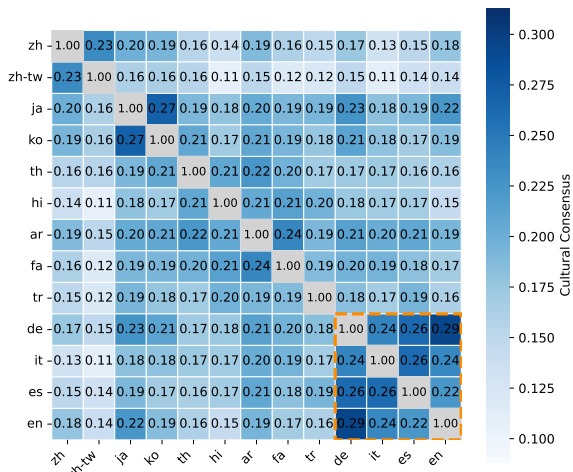 zh 1.00 0.23 0.20 0.19 0.16 0.14 0.19 0.16 0.15 0.17 0.13 0.15 0.18
zh-tw 0.23 1.00 0.16 0.16 0.16 0.11 0.15 0.12 0.12 0.15 0.11 0.14 0.14
ja 0.20 0.16 1.00 0.27 0.19 0.18 0.20 0.19 0.19 0.23 0.18 0.19 0.22
ko 0.19 0.16 0.27 1.00 0.21 0.17 0.21 0.19 0.18 0.21 0.18 0.17 0.19
th 0.16 0.16 0.19 0.21 1.00 0.21 0.22 0.20 0.17 0.17 0.17 0.16 0.16
hi 0.14 0.11 0.18 0.17 0.21 1.00 0.21 0.21 0.20 0.18 0.17 0.17 0.15
ar 0.19 0.15 0.20 0.21 0.22 0.21 1.00 0.24 0.19 0.21 0.20 0.21 0.19
fa 0.16 0.12 0.19 0.19 0.20 0.21 0.24 1.00 0.19 0.20 0.19 0.18 0.17
tr 0.15 0.12 0.19 0.18 0.17 0.20 0.19 0.19 1.00 0.18 0.17 0.19 0.16
de 0.17 0.15 0.23 0.21 0.17 0.18 0.21 0.20 0.18 1.00 0.24 0.26 0.29
it 0.13 0.11 0.18 0.18 0.17 0.17 0.20 0.19 0.17 0.24 1.00 0.26 0.24
es 0.15 0.14 0.19 0.17 0.16 0.17 0.21 0.18 0.19 0.26 0.26 1.00 0.22
en 0.18 0.14 0.22 0.19 0.16 0.15 0.19 0.17 0.16 0.29 0.24 0.22 1.00
zh h-tw ja ko th hi ar fa tr de it es en
0.300
0.275
0.250
0.225
0.200
0.175
0.150
0.125
0.100
Cultural Consensus